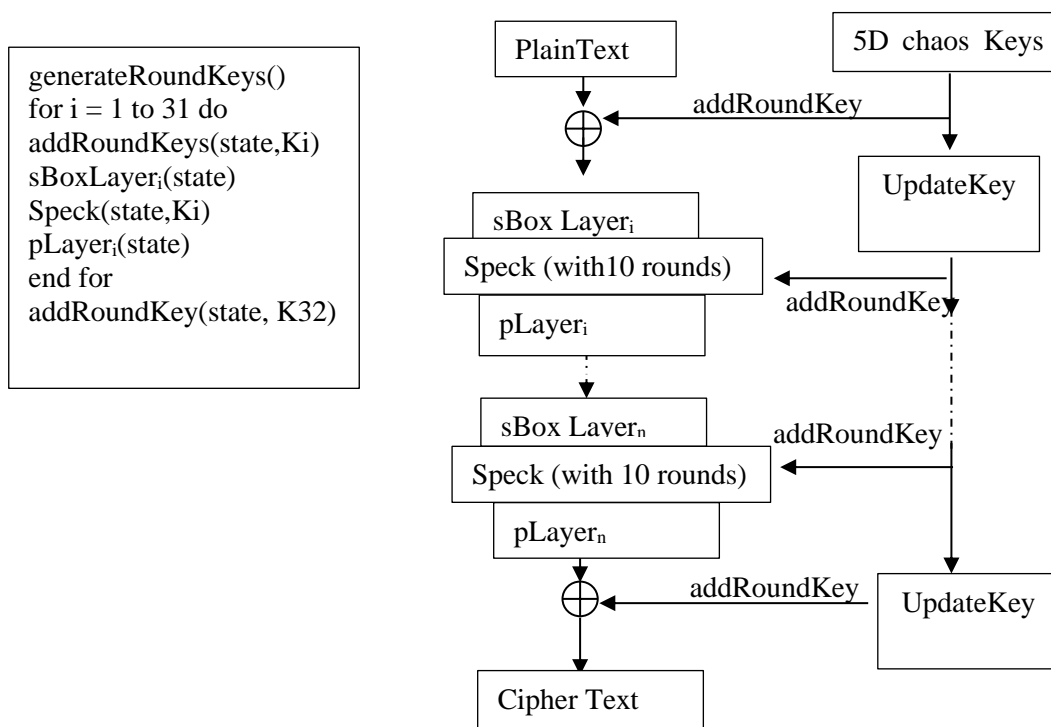 generateRoundKeys()
for i = 1 to 31 do
addRoundKeys(state,Ki)
sBoxLayerᵢ(state)
Speck(state,Ki)
pLayerᵢ(state)
end for
addRoundKey(state, K32)
PlainText
5D chaos Keys
addRoundKey
UpdateKey
sBox Layerᵢ
Speck (with10 rounds)
addRoundKey
pLayerᵢ
sBox Layerₙ
addRoundKey
Speck (with 10 rounds)
pLayerₙ
addRoundKey
UpdateKey
Cipher Text